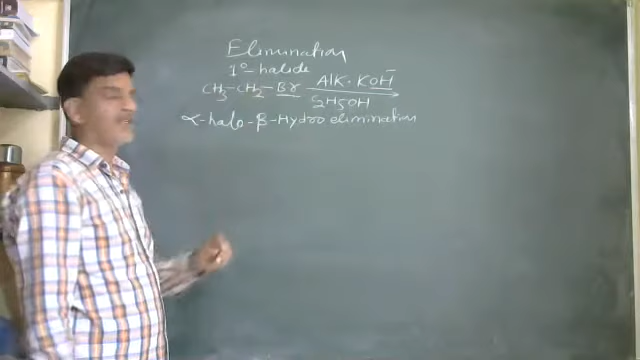 Elimination
1°-halide
CH3-CH2-Br Alk. KOH
C2H5OH
α-halo-β-Hydro elimination